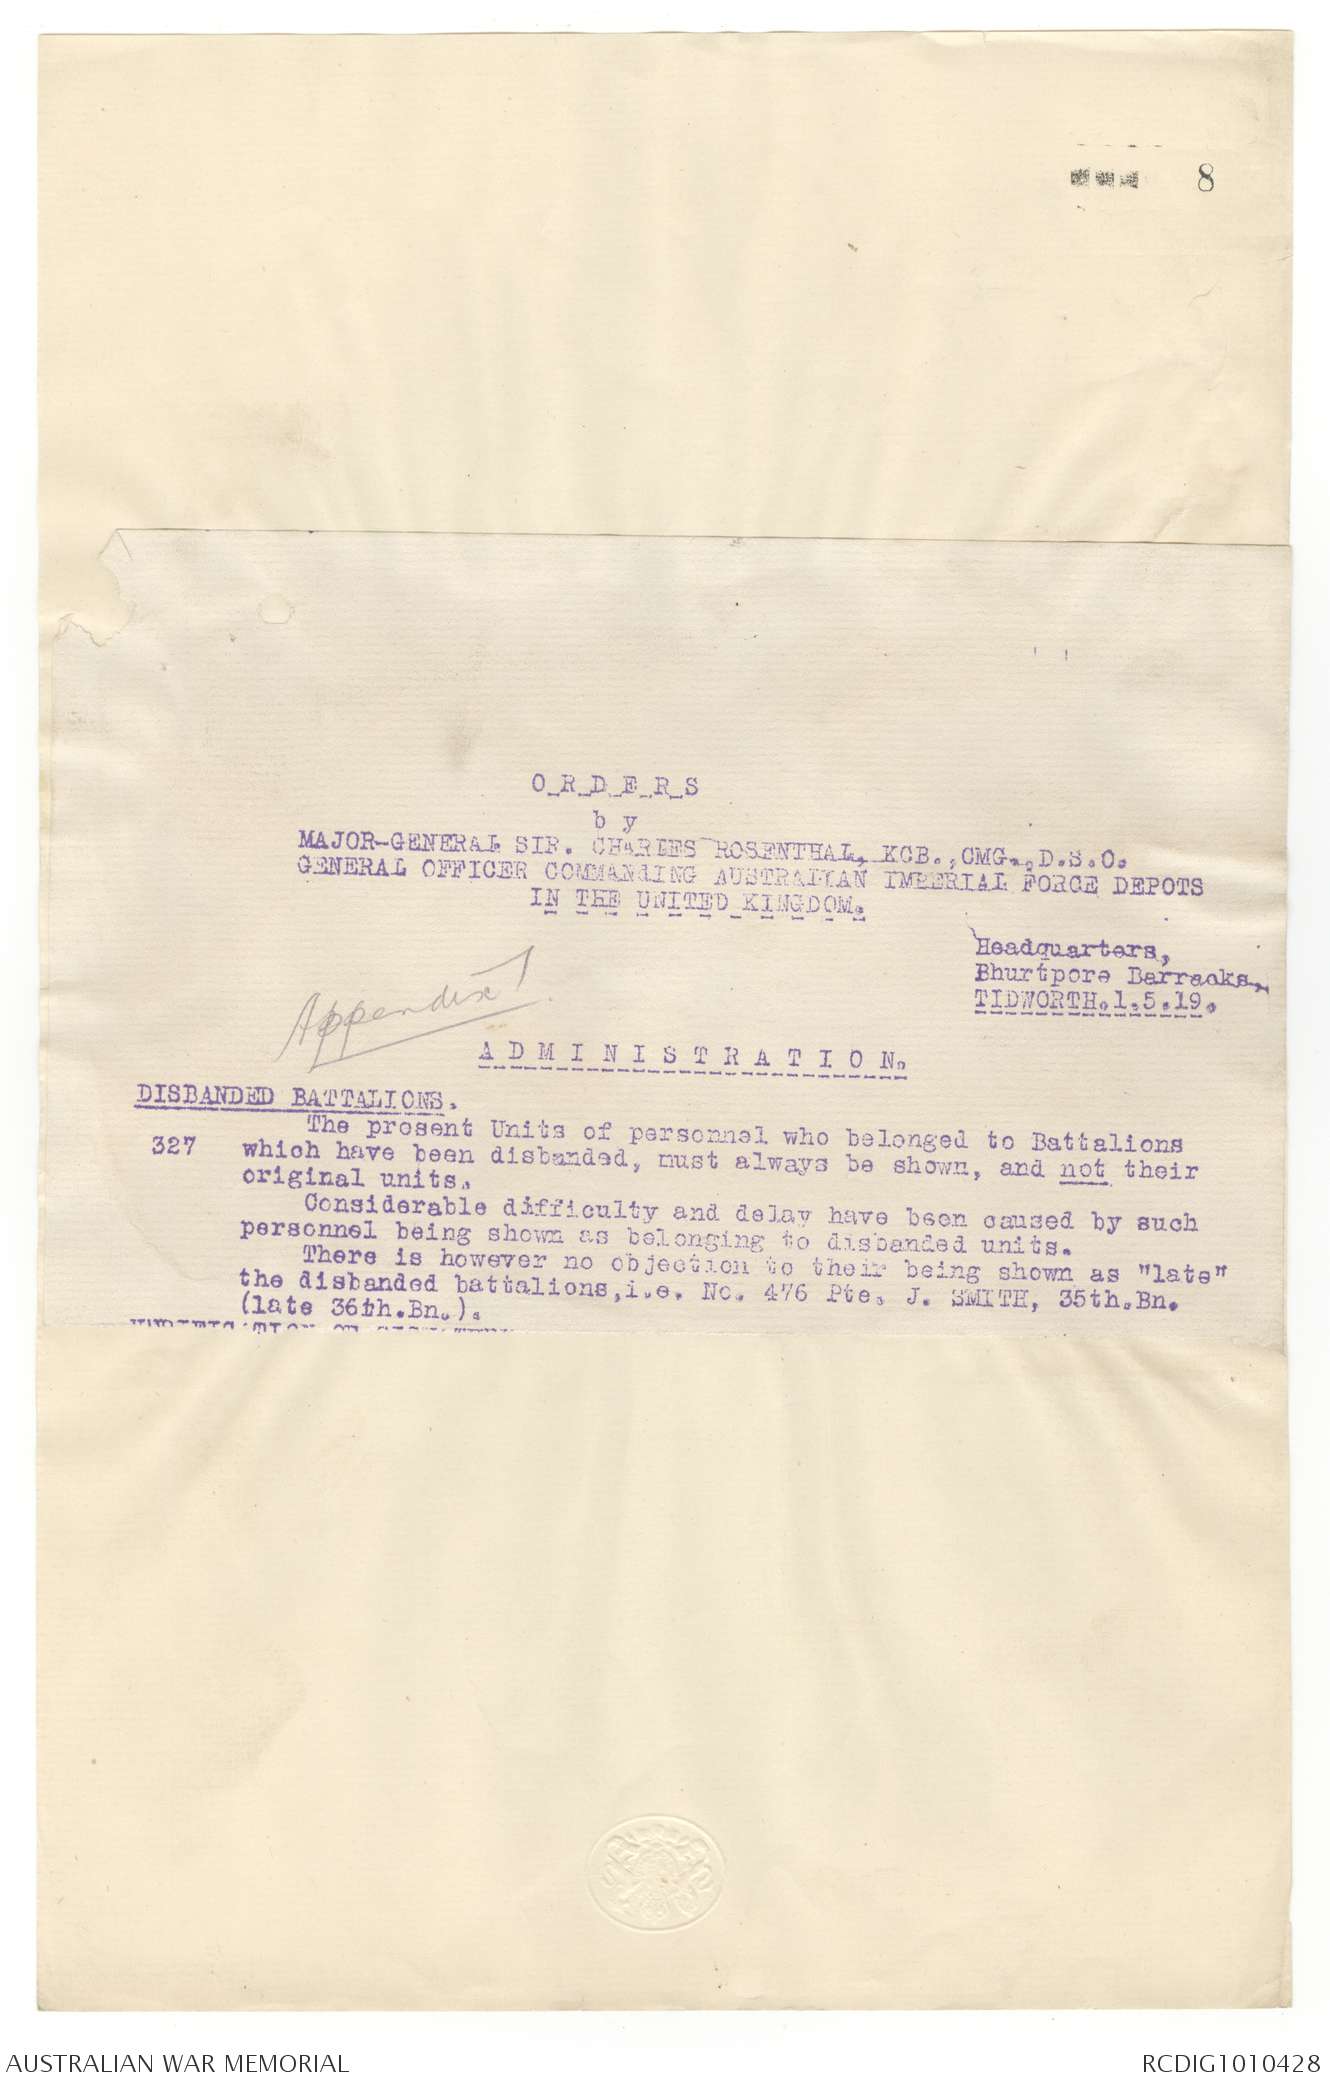 8
O R D E R S
b y
MAJOR-GENERAL SIR. CHARLES ROSENTHAL, KCB., CMG., D.S.O.
GENERAL OFFICER COMMANDING AUSTRALIAN IMPERIAL FORCE DEPOTS
IN THE UNITED KINGDOM.
Headquarters,
Bhurtpore Barracks,
TIDWORTH.1.5.19.
Appendix 1.
A D M I N I S T R A T I O N.
DISBANDED BATTALIONS.
The present Units of personnel who belonged to Battalions
327 which have been disbanded, must always be shown, and not their
original units.
Considerable difficulty and delay have been caused by such
personnel being shown as belonging to disbanded units.
There is however no objection to their being shown as "late"
the disbanded battalions, i.e. No. 476 Pte. J. SMITH, 35th.Bn.
(late 36th.Bn.).
AUSTRALIAN WAR MEMORIAL
RCDIG1010428